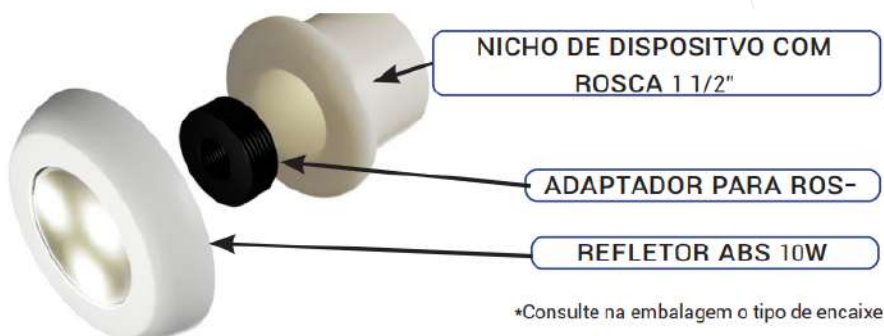 NICHO DE DISPOSITVO COM
ROSCA 1 1/2"
ADAPTADOR PARA ROS-
REFLETOR ABS 10W
*Consulte na embalagem o tipo de encaixe